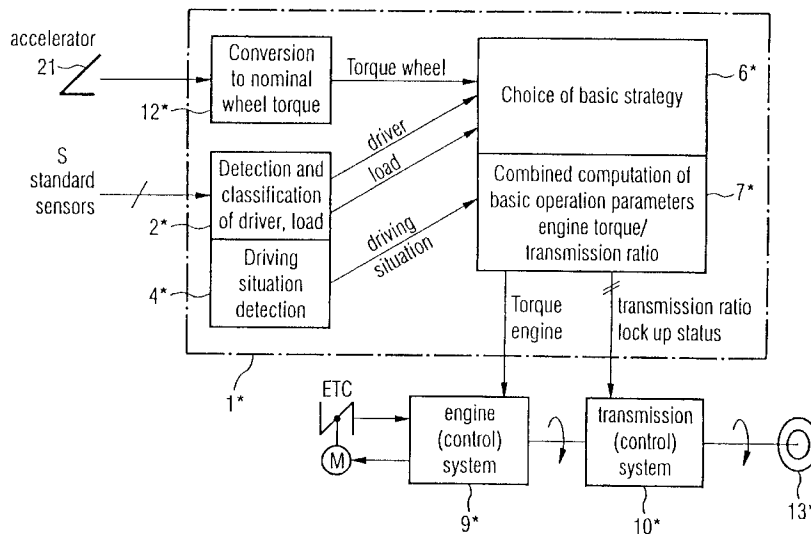 accelerator
21
Conversion
to nominal
wheel torque
12*
Torque wheel
Choice of basic strategy
6*
S
standard
sensors
Detection and
classification
of driver, load
2*
Driving
situation
detection
4*
driver
load
driving
situation
Combined computation of
basic operation parameters
engine torque/
transmission ratio
7*
Torque
engine
transmission ratio
lock up status
1*
ETC
M
engine
(control)
system
9*
transmission
(control)
system
10*
13*